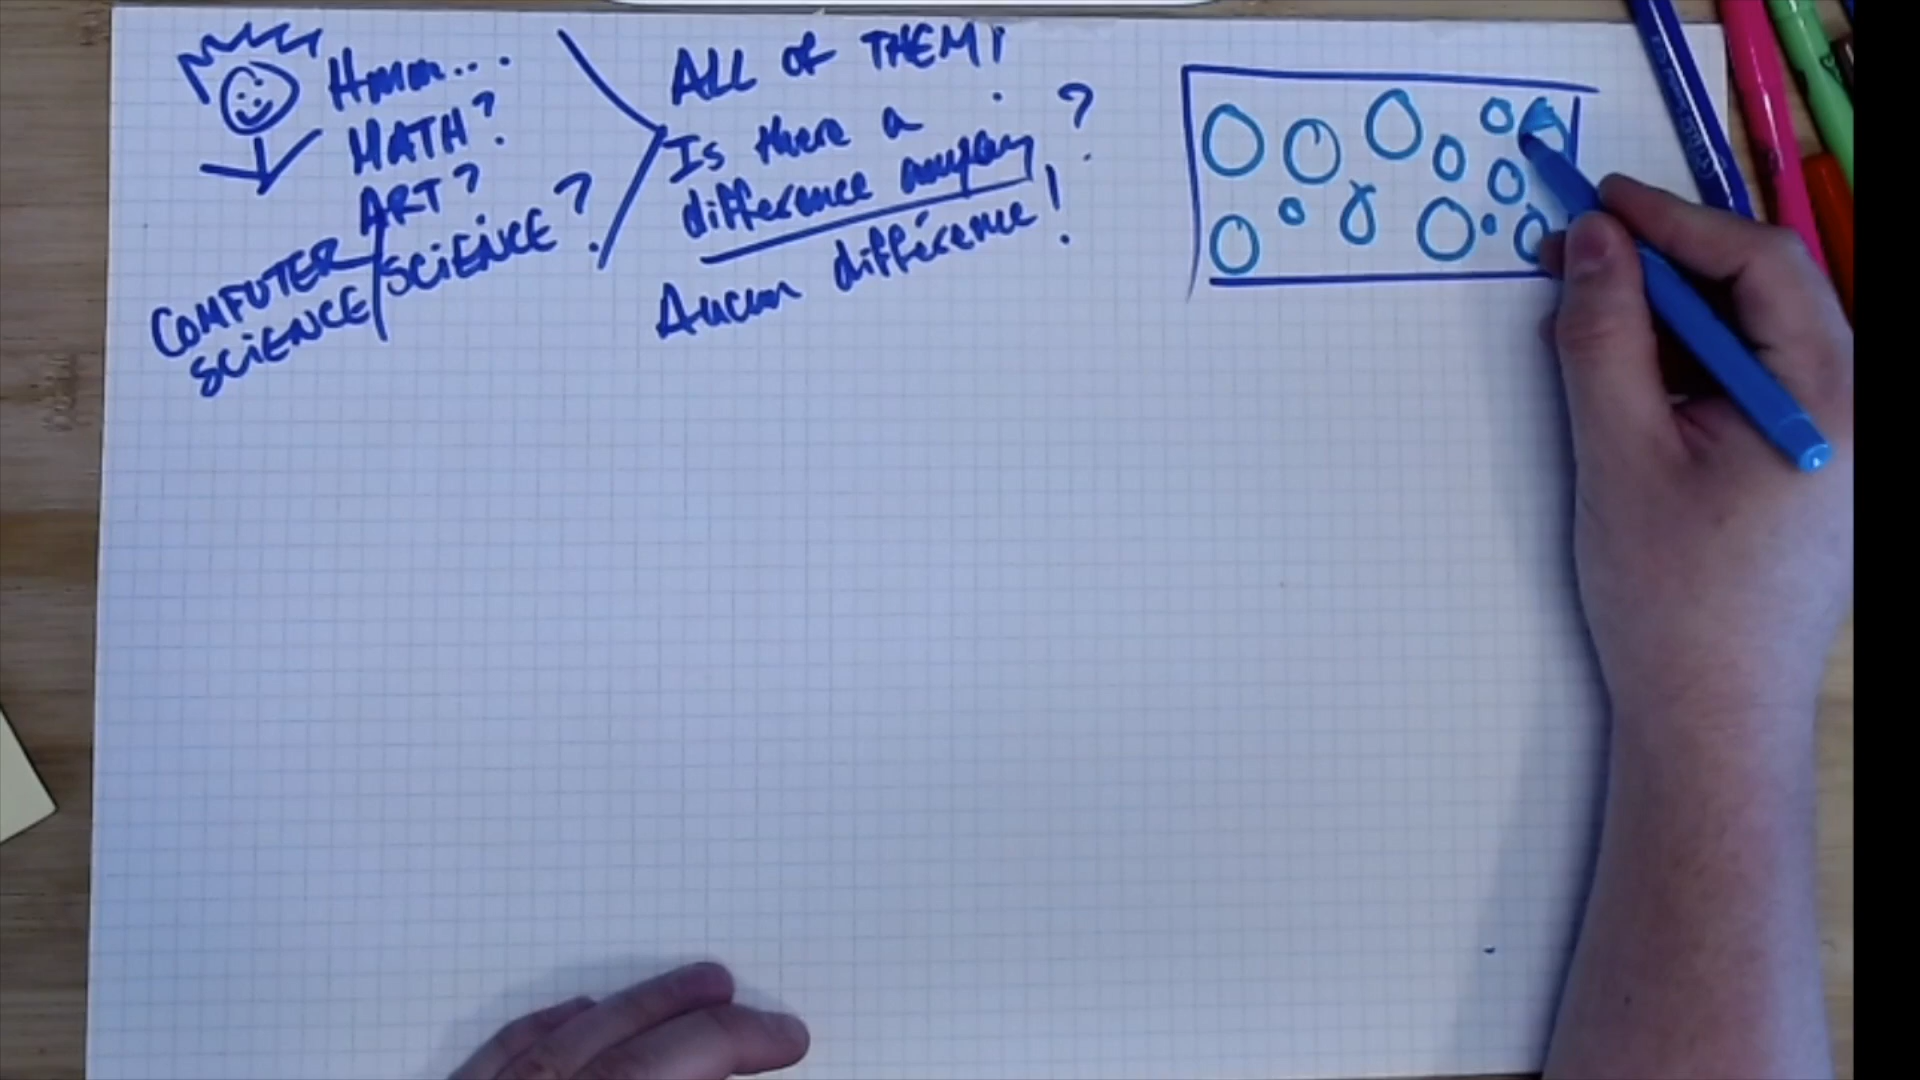 Hmm...
MATH?
ART?
COMPUTER
SCIENCE
SCIENCE?
ALL OF THEM!
Is there a
difference anyway?
Aucun différence!